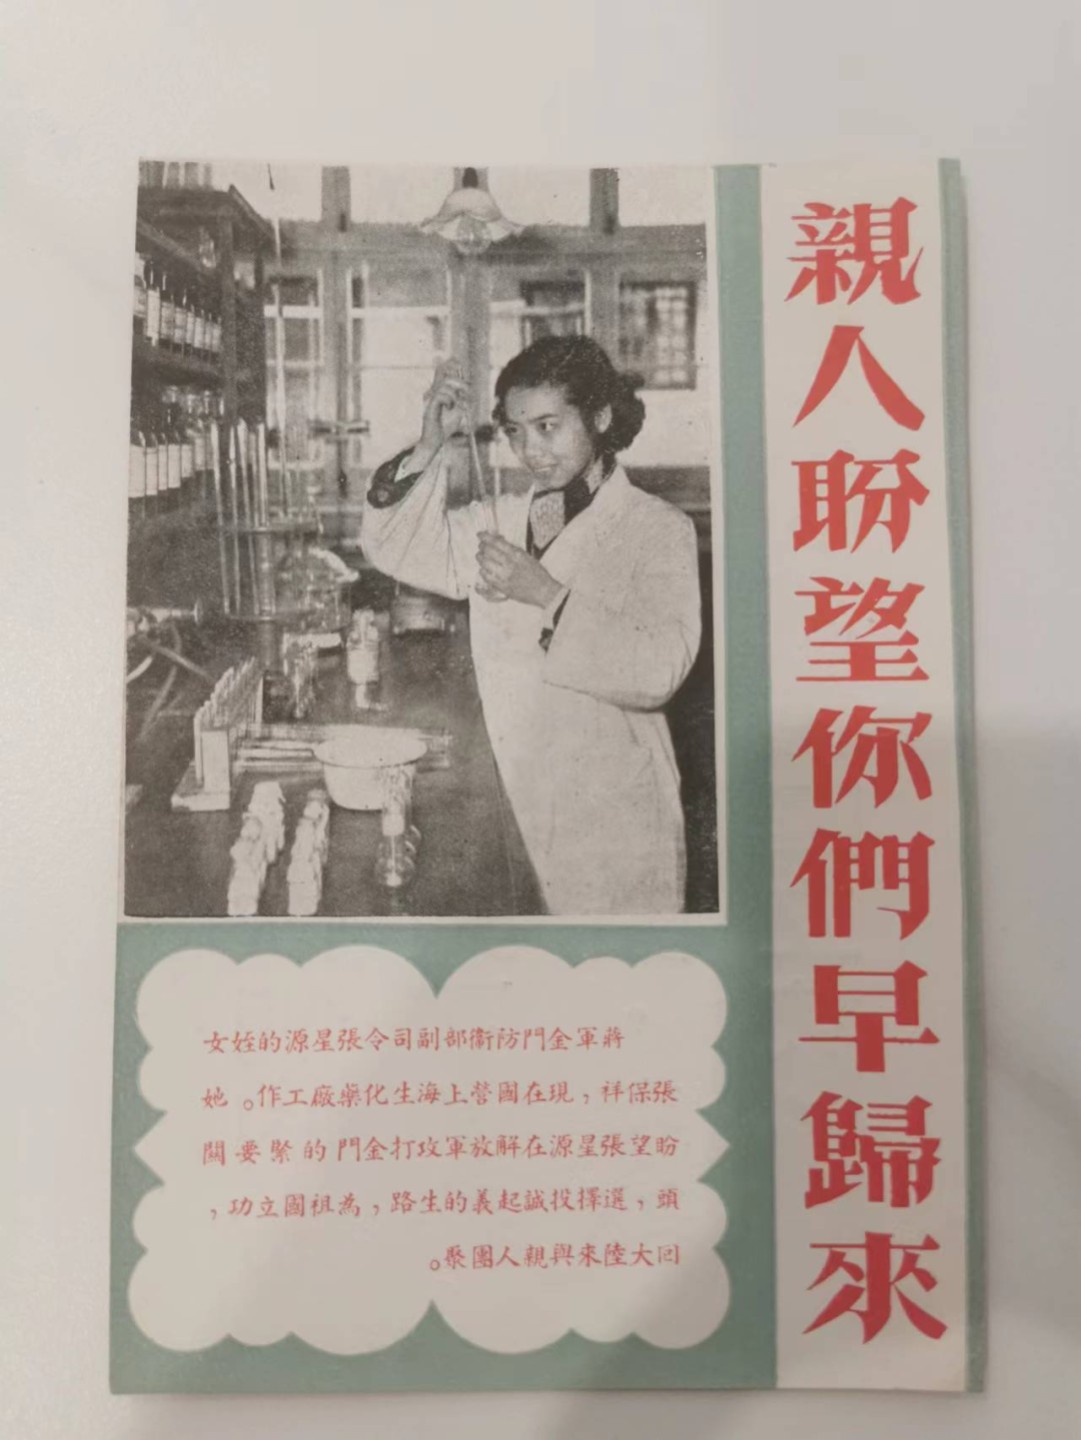 親人盼望你們早歸來
蔣軍金門防衛部副司令張星源的姪女
張保祥，現在國營上海生化藥廠工作。她
盼望張星源在解放軍攻打金門的緊要關
頭，選擇投誠起義的生路，為祖國立功，
回大陸來與親人團聚。